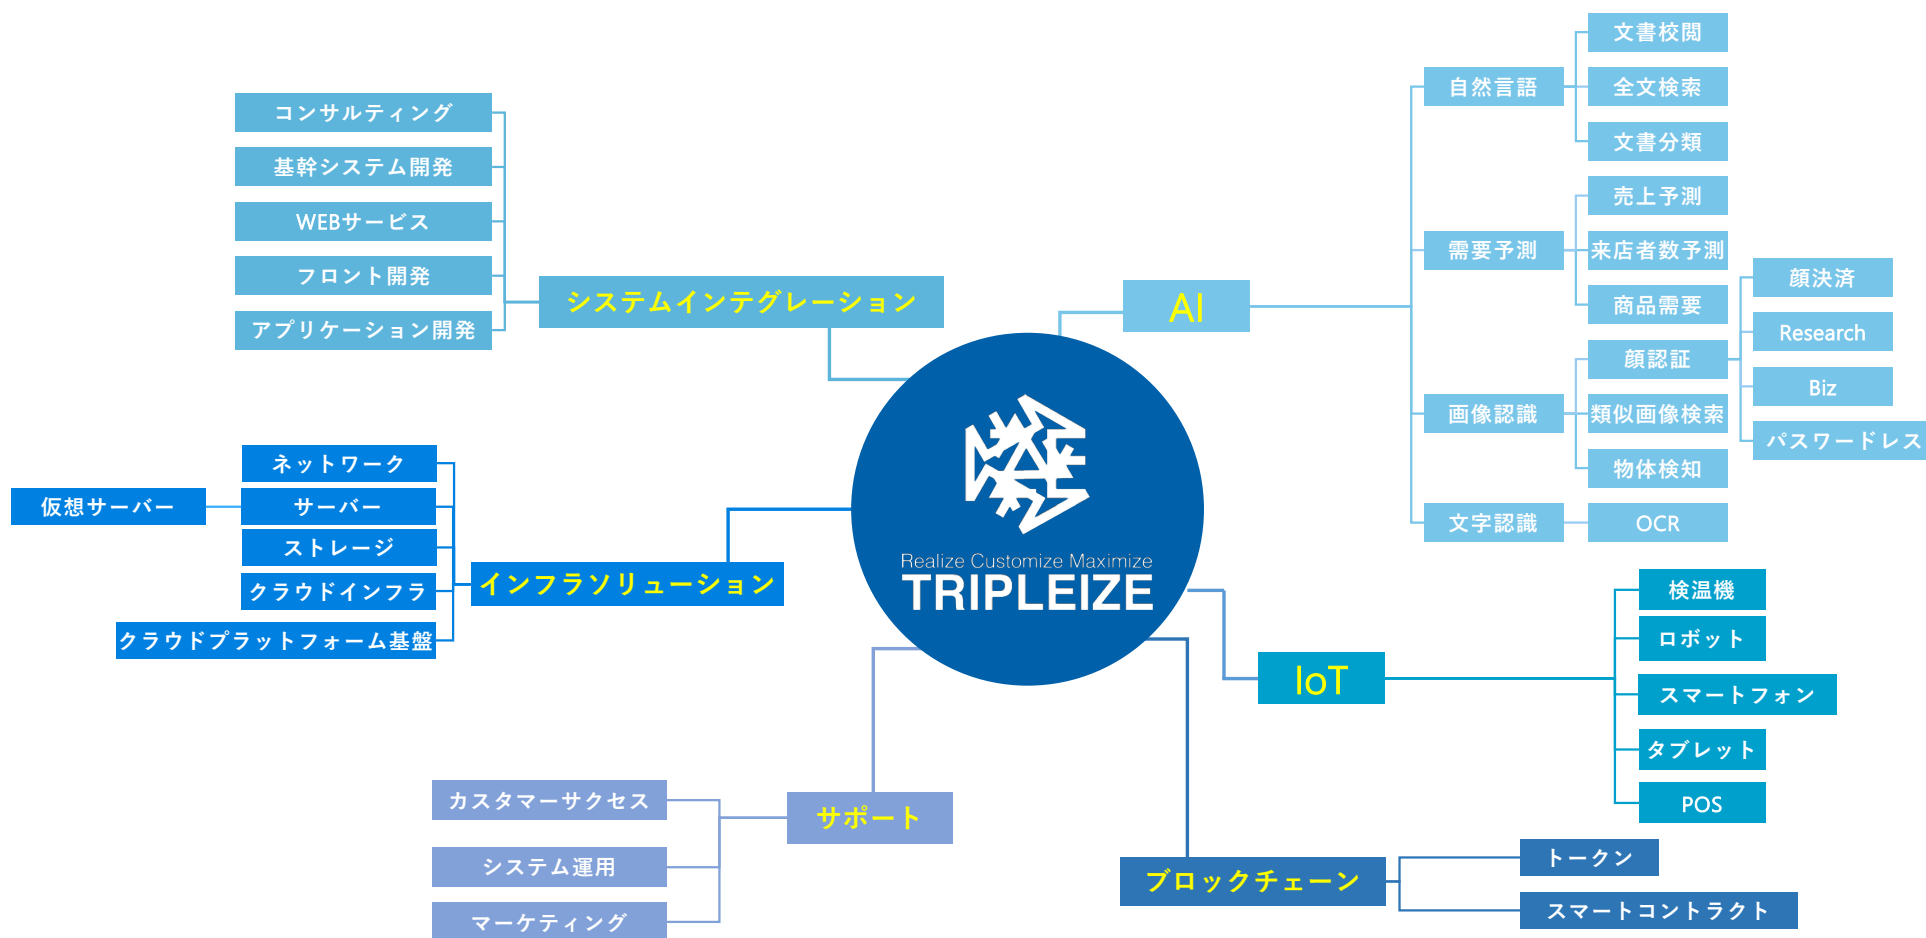 コンサルティング
基幹システム開発
WEBサービス
フロント開発
アプリケーション開発
システムインテグレーション
ネットワーク
仮想サーバー
サーバー
ストレージ
クラウドインフラ
クラウドプラットフォーム基盤
インフラソリューション
カスタマーサクセス
システム運用
マーケティング
サポート
Realize Customize Maximize
TRIPLEIZE
AI
自然言語
文書校閲
全文検索
文書分類
需要予測
売上予測
来店者数予測
商品需要
画像認識
顔認証
顔決済
Research
Biz
パスワードレス
類似画像検索
物体検知
文字認識
OCR
IoT
検温機
ロボット
スマートフォン
タブレット
POS
ブロックチェーン
トークン
スマートコントラクト